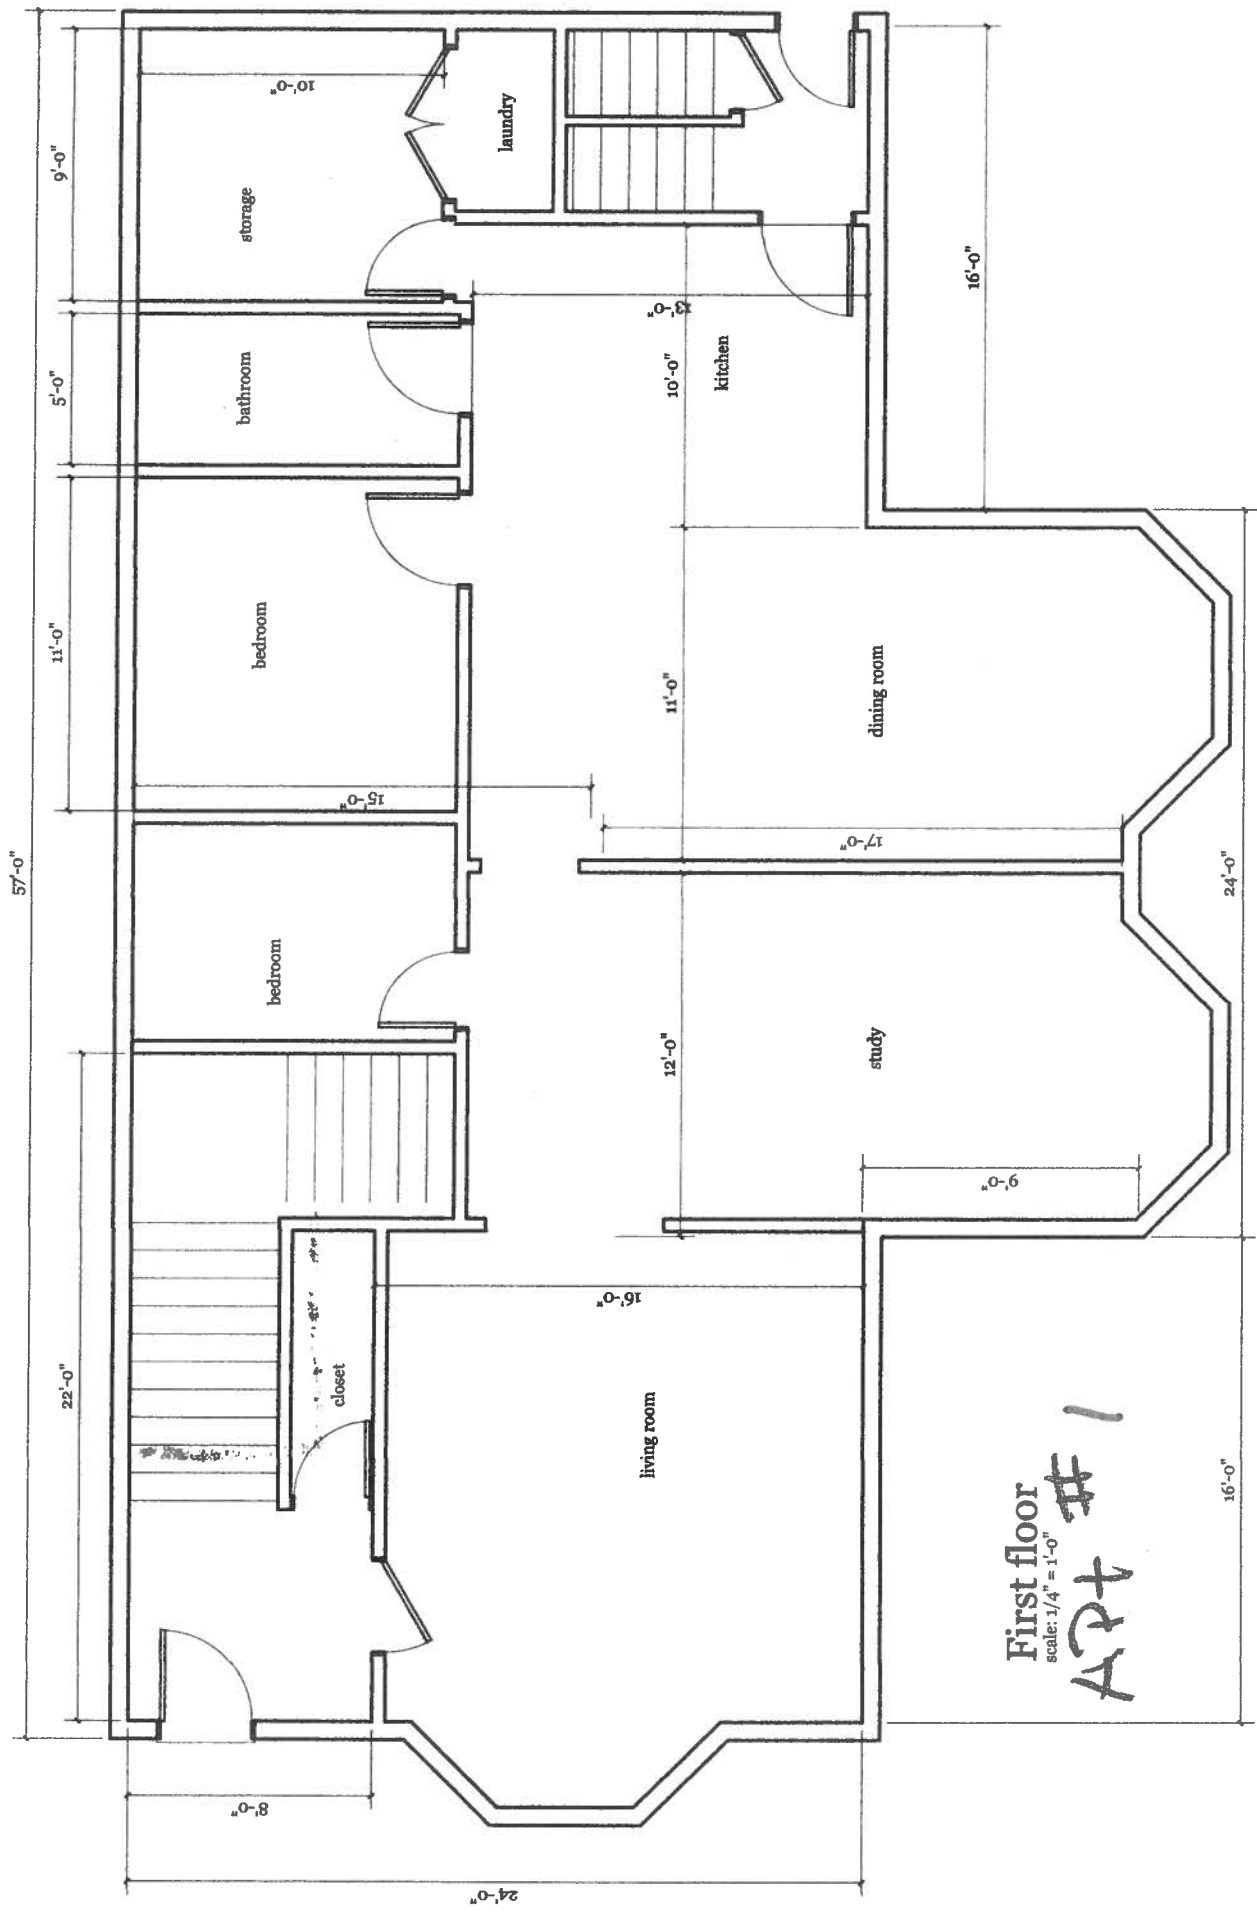 57'-0"
22'-0"
11'-0"
5'-0"
9'-0"
10'-0"
storage
laundry
bathroom
bedroom
bedroom
15'-0"
closet
8'-0"
24'-0"
living room
16'-0"
12'-0"
11'-0"
10'-0"
13'-0"
kitchen
17'-0"
study
dining room
9'-0"
16'-0"
24'-0"
16'-0"
First floor
scale: 1/4" = 1'-0"
APt # 1